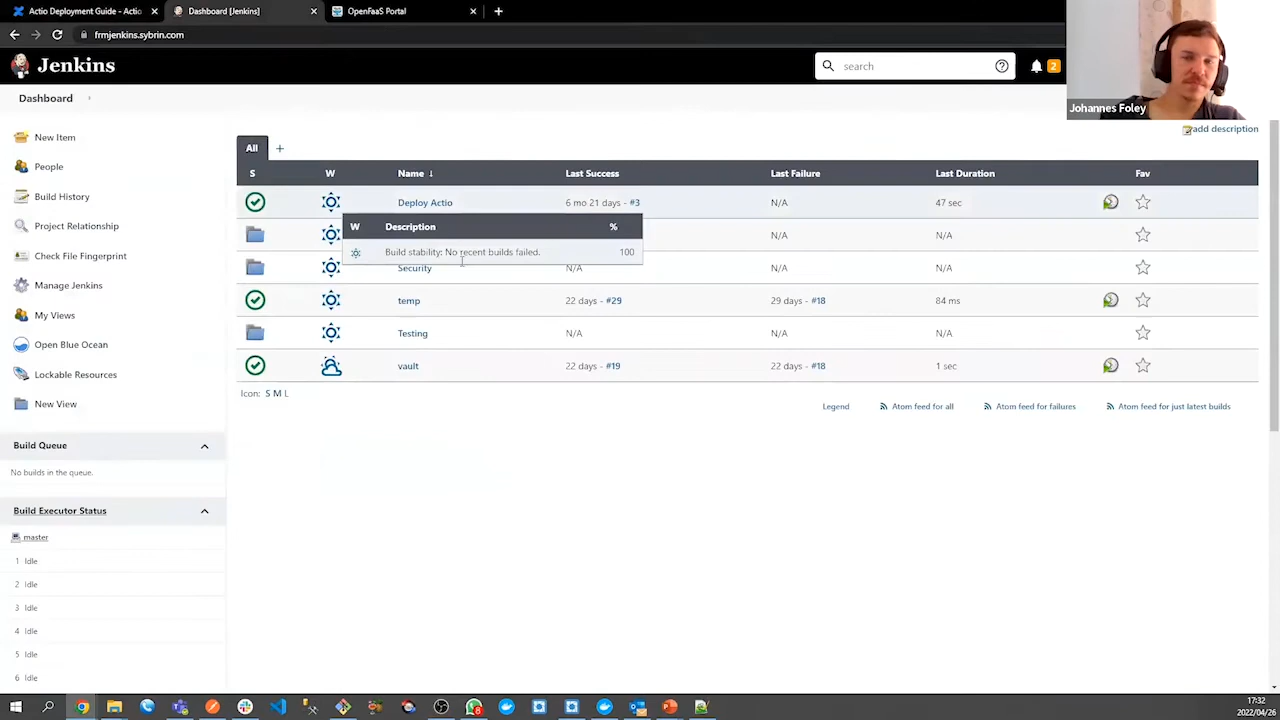 Actio Deployment Guide - Actio
Dashboard [Jenkins]
OpenFaaS Portal
frmjenkins.sybrin.com
Jenkins
search
2
Johannes Foley
Dashboard
add description
New Item
People
Build History
Project Relationship
Check File Fingerprint
Manage Jenkins
My Views
Open Blue Ocean
Lockable Resources
New View
Build Queue
No builds in the queue.
Build Executor Status
master
1 Idle
2 Idle
3 Idle
4 Idle
5 Idle
6 Idle
All +
S W Name ↓ Last Success Last Failure Last Duration Fav
Deploy Actio 6 mo 21 days - #3 N/A 47 sec
W Description %
N/A N/A
Build stability: No recent builds failed. 100
Security N/A N/A N/A
temp 22 days - #29 29 days - #18 84 ms
Testing N/A N/A N/A
vault 22 days - #19 22 days - #18 1 sec
Icon: S M L
Legend Atom feed for all Atom feed for failures Atom feed for just latest builds
8
17:32
2022/04/26